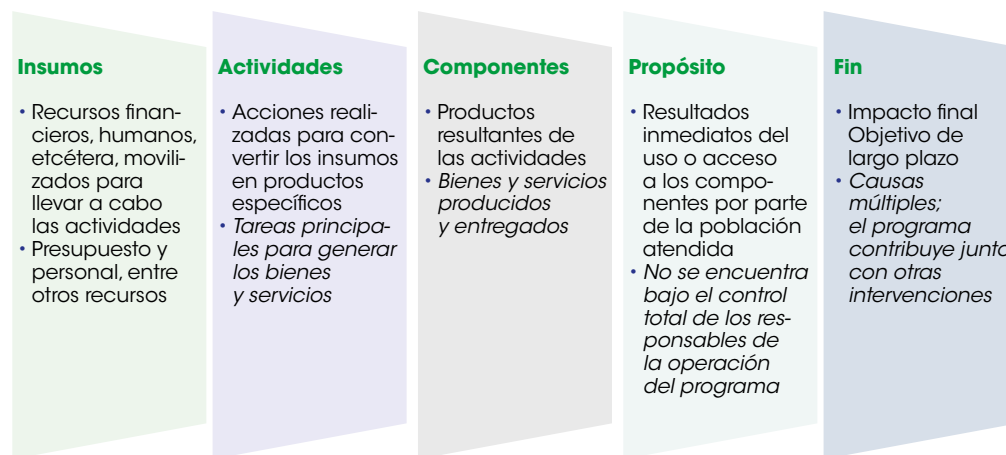 Insumos
• Recursos finan-
cieros, humanos,
etcétera, movili-
zados para
llevar a cabo
las actividades
• Presupuesto y
personal, entre
otros recursos
Actividades
• Acciones reali-
zadas para con-
vertir los insumos
en productos
específicos
• Tareas principa-
les para generar
los bienes
y servicios
Componentes
• Productos
resultantes de
las actividades
• Bienes y servicios
producidos
y entregados
Propósito
• Resultados
inmediatos del
uso o acceso
a los compo-
nentes por parte
de la población
atendida
• No se encuentra
bajo el control
total de los res-
ponsables de
la operación
del programa
Fin
• Impacto final
Objetivo de
largo plazo
• Causas
múltiples;
el programa
contribuye junto
con otras
intervenciones